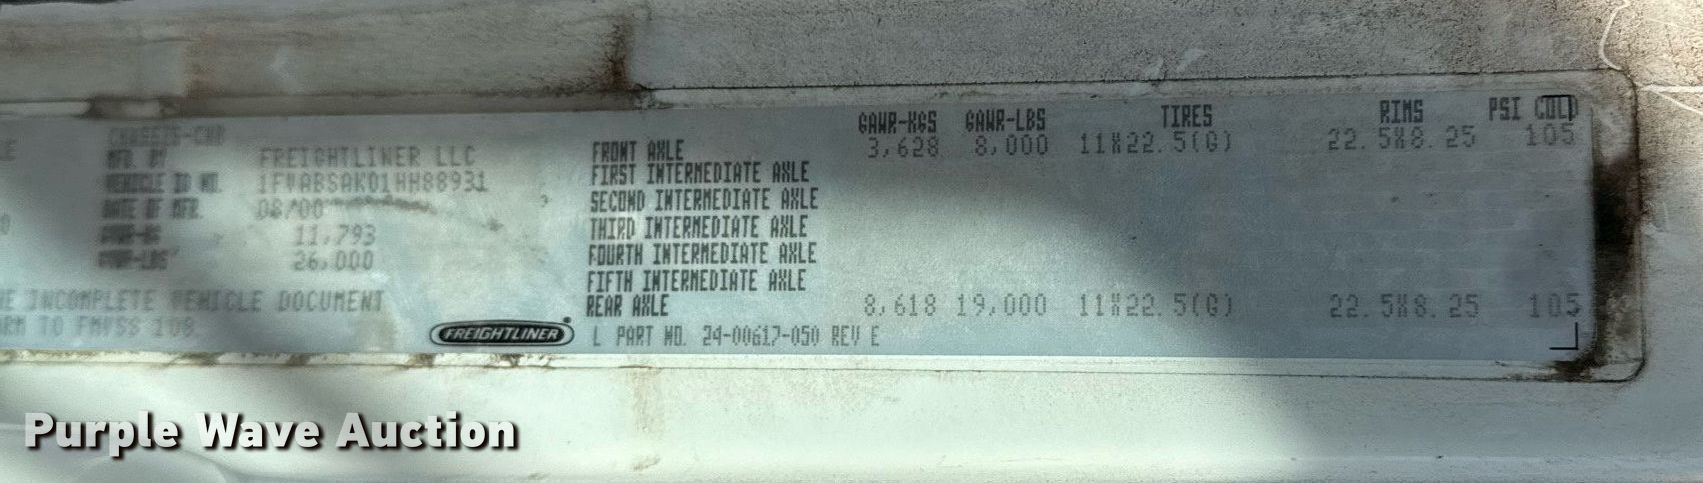 CHASSIS-CAB
MFD. BY FREIGHTLINER LLC
VEHICLE ID NO. 1FVABSAK01HH88931
DATE OF MFR. 08/00
GVWR-KG 11,793
GVWR-LBS 26,000
INCOMPLETE VEHICLE DOCUMENT
TO FMVSS 108.
FREIGHTLINER
GAWR-KGS GAWR-LBS TIRES RIMS PSI COLD
FRONT AXLE 3,628 8,000 11X22.5(G) 22.5X8.25 105
FIRST INTERMEDIATE AXLE
SECOND INTERMEDIATE AXLE
THIRD INTERMEDIATE AXLE
FOURTH INTERMEDIATE AXLE
FIFTH INTERMEDIATE AXLE
REAR AXLE 8,618 19,000 11X22.5(G) 22.5X8.25 105
L PART NO. 24-00617-050 REV E
Purple Wave Auction